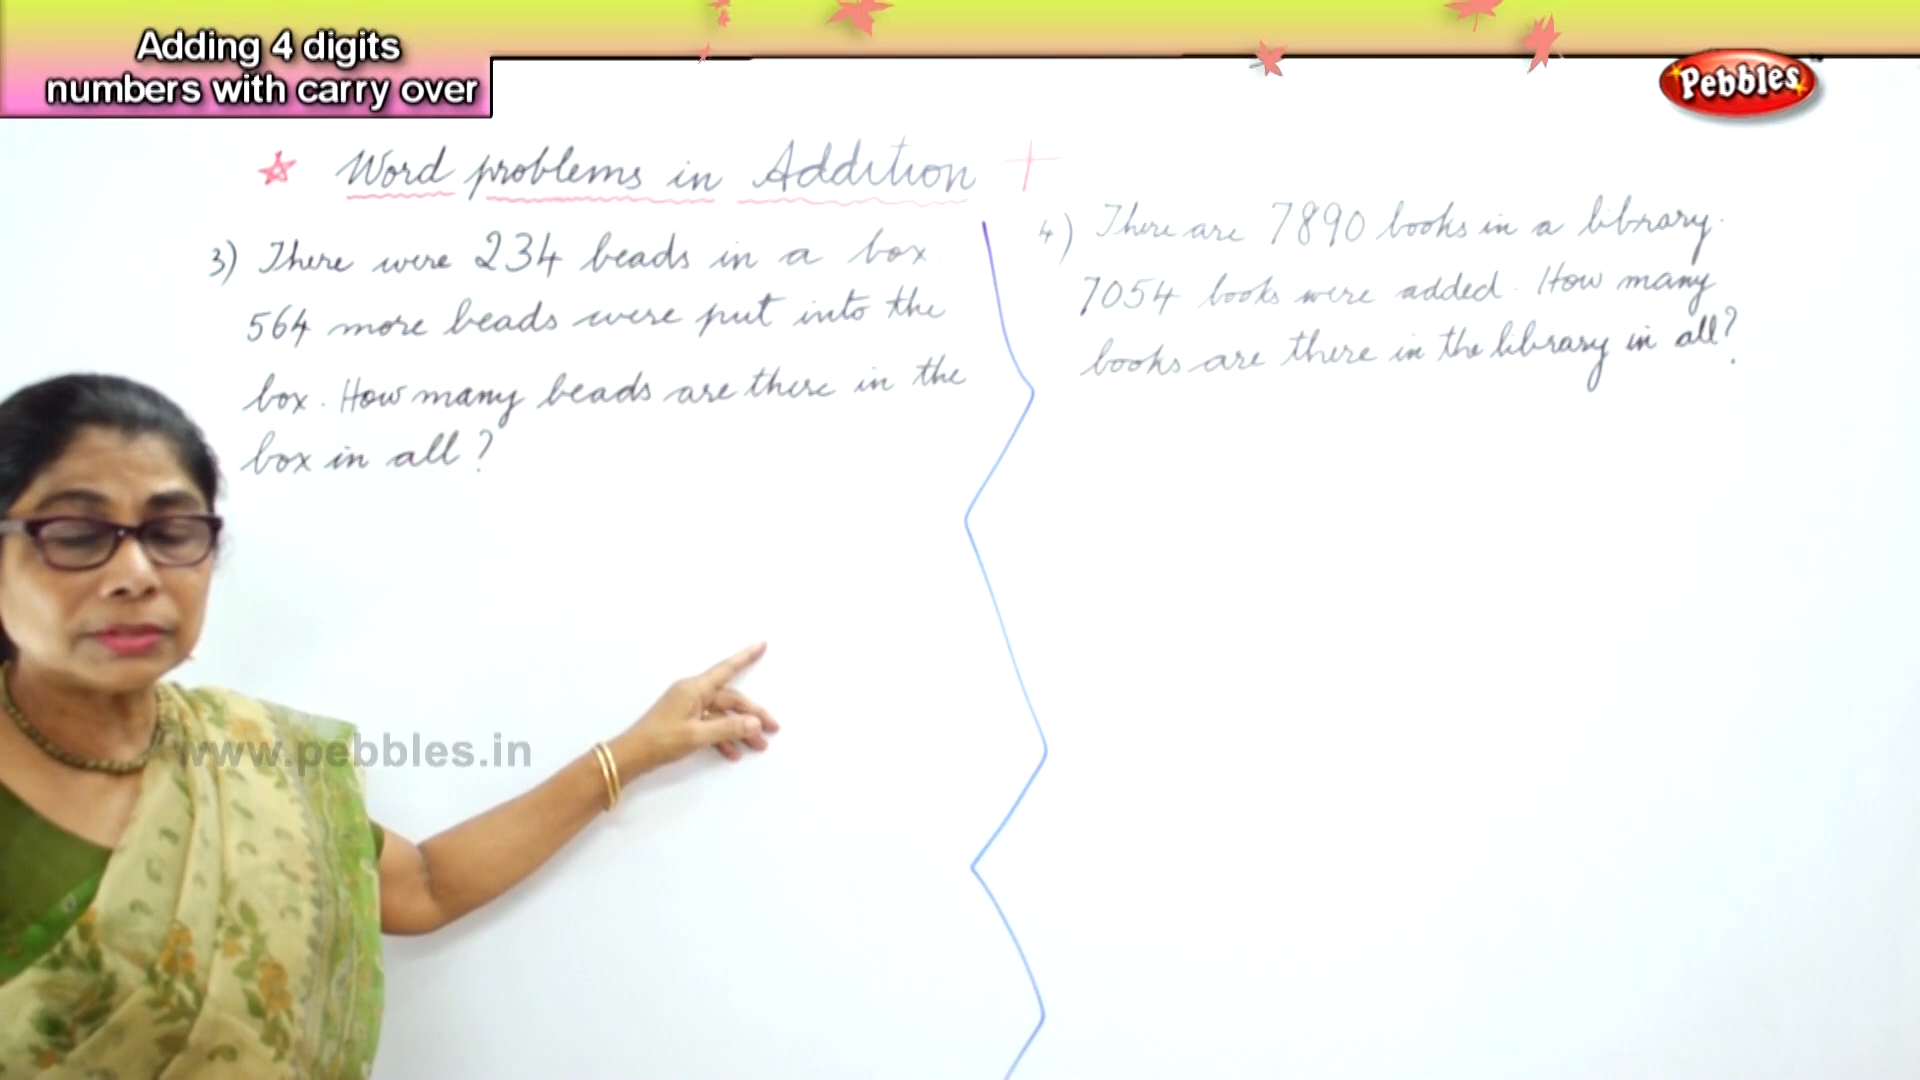 Adding 4 digits
numbers with carry over
Pebbles
Word problems in Addition +
3) There were 234 beads in a box.
564 more beads were put into the
box. How many beads are there in the
box in all?
4) There are 7890 books in a library.
7054 books were added. How many
books are there in the library in all?
www.pebbles.in